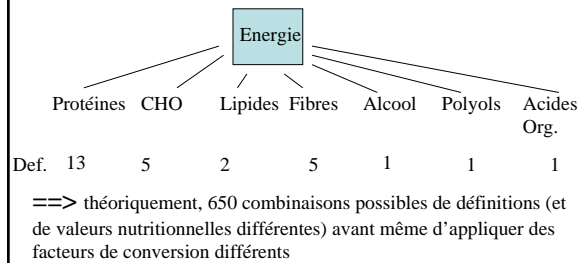 Energie
Protéines CHO Lipides Fibres Alcool Polyols Acides
Org.
Def. 13 5 2 5 1 1 1
==> théoriquement, 650 combinaisons possibles de définitions (et
de valeurs nutritionnelles différentes) avant même d'appliquer des
facteurs de conversion différents